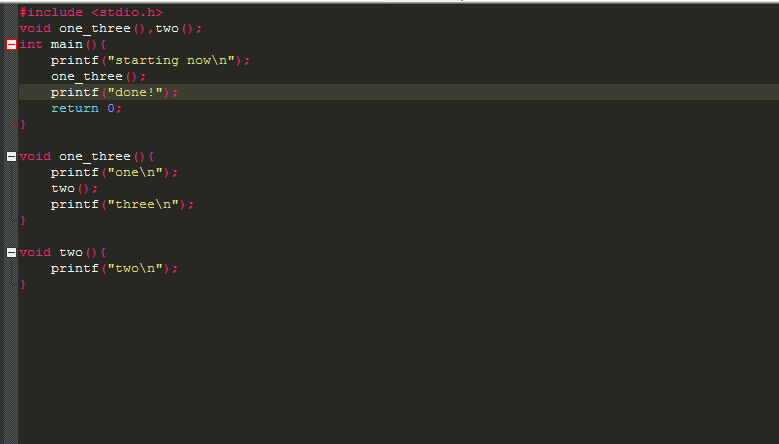 #include <stdio.h>
void one_three(),two();
int main(){
    printf("starting now\n");
    one_three();
    printf("done!");
    return 0;
}
void one_three(){
    printf("one\n");
    two();
    printf("three\n");
}
void two(){
    printf("two\n");
}